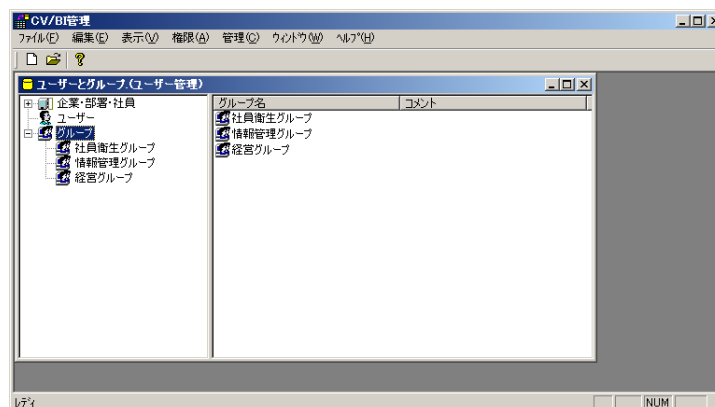 CV/BI管理
ファイル(F) 編集(E) 表示(V) 権限(A) 管理(C) ウィンドウ(W) ヘルプ(H)
ユーザーとグループ.(ユーザー管理)
企業・部署・社員
ユーザー
グループ
社員衛生グループ
情報管理グループ
経営グループ
グループ名 コメント
社員衛生グループ
情報管理グループ
経営グループ
レディ NUM